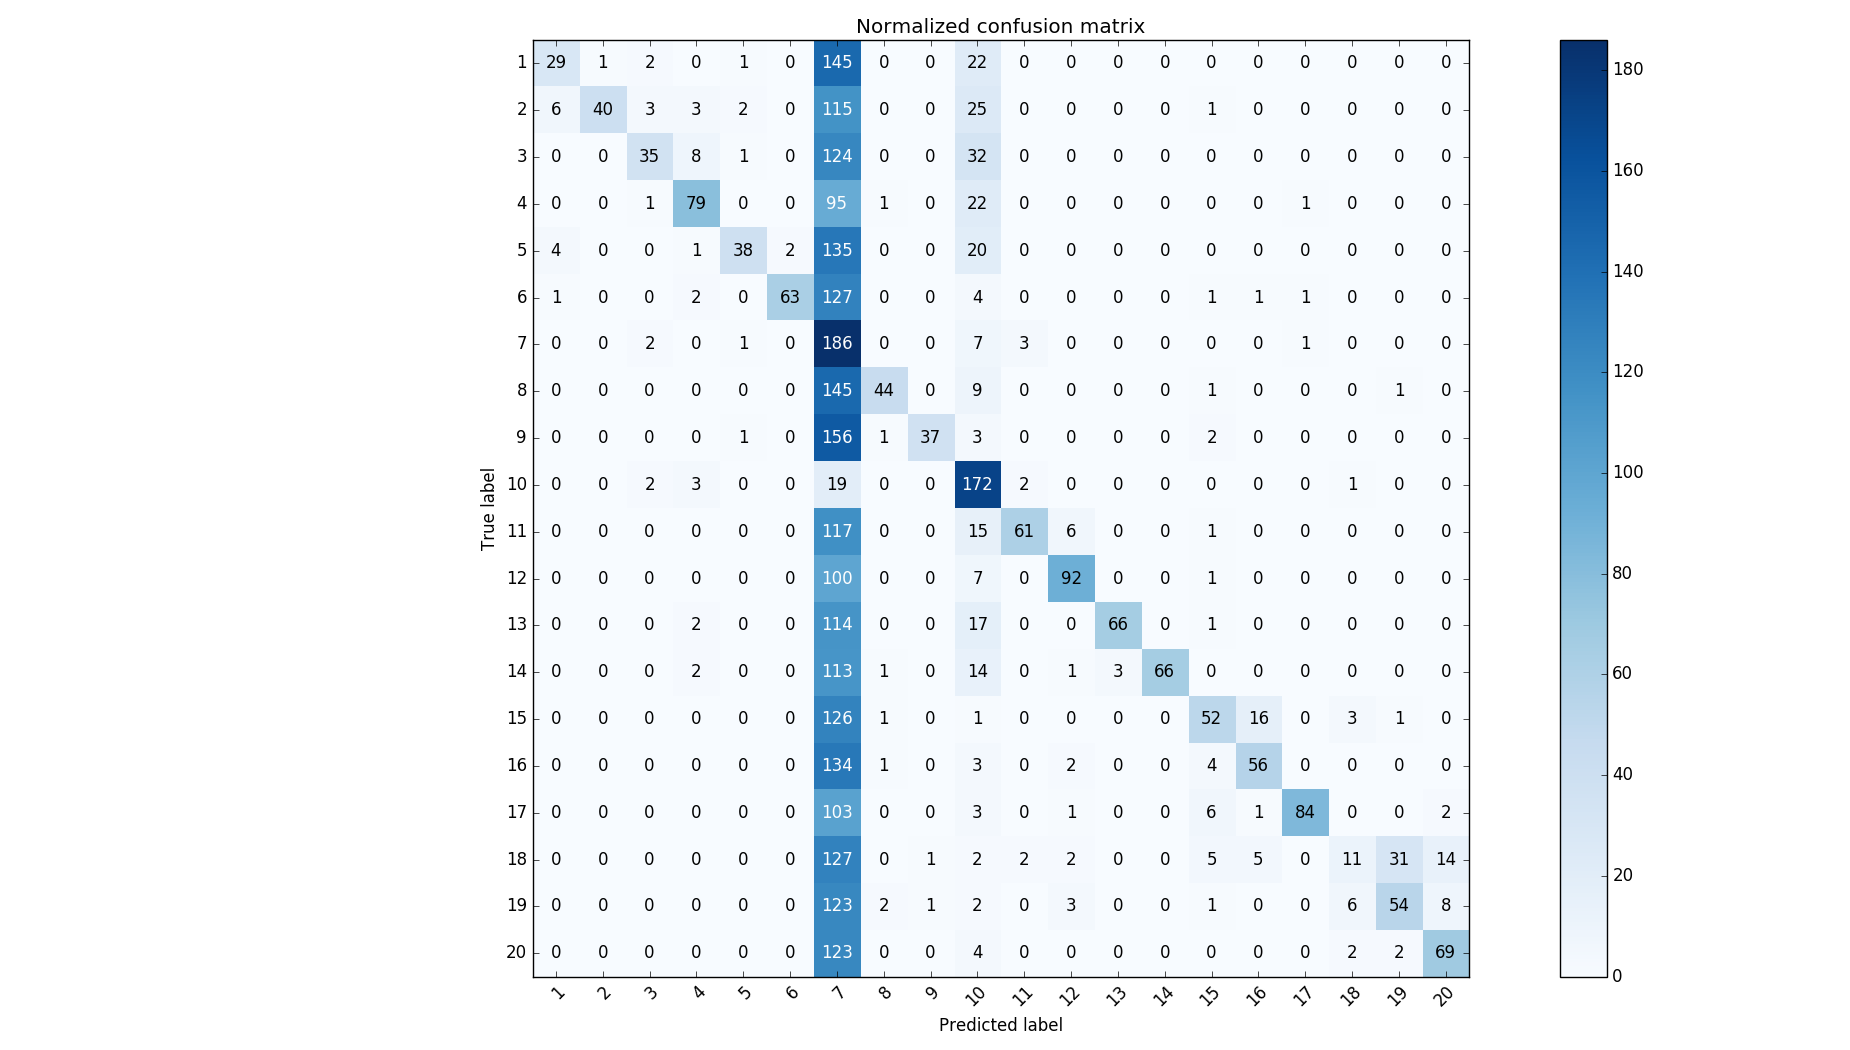 Normalized confusion matrix
1 29 1 2 0 1 0 145 0 0 22 0 0 0 0 0 0 0 0 0 0
2 6 40 3 3 2 0 115 0 0 25 0 0 0 0 1 0 0 0 0 0
3 0 0 35 8 1 0 124 0 0 32 0 0 0 0 0 0 0 0 0 0
4 0 0 1 79 0 0 95 1 0 22 0 0 0 0 0 0 1 0 0 0
5 4 0 0 1 38 2 135 0 0 20 0 0 0 0 0 0 0 0 0 0
6 1 0 0 2 0 63 127 0 0 4 0 0 0 0 1 1 1 0 0 0
7 0 0 2 0 1 0 186 0 0 7 3 0 0 0 0 0 1 0 0 0
8 0 0 0 0 0 0 145 44 0 9 0 0 0 0 1 0 0 0 1 0
9 0 0 0 0 1 0 156 1 37 3 0 0 0 0 2 0 0 0 0 0
10 0 0 2 3 0 0 19 0 0 172 2 0 0 0 0 0 0 1 0 0
11 0 0 0 0 0 0 117 0 0 15 61 6 0 0 1 0 0 0 0 0
12 0 0 0 0 0 0 100 0 0 7 0 92 0 0 1 0 0 0 0 0
13 0 0 0 2 0 0 114 0 0 17 0 0 66 0 1 0 0 0 0 0
14 0 0 0 2 0 0 113 1 0 14 0 1 3 66 0 0 0 0 0 0
15 0 0 0 0 0 0 126 1 0 1 0 0 0 0 52 16 0 3 1 0
16 0 0 0 0 0 0 134 1 0 3 0 2 0 0 4 56 0 0 0 0
17 0 0 0 0 0 0 103 0 0 3 0 1 0 0 6 1 84 0 0 2
18 0 0 0 0 0 0 127 0 1 2 2 2 0 0 5 5 0 11 31 14
19 0 0 0 0 0 0 123 2 1 2 0 3 0 0 1 0 0 6 54 8
20 0 0 0 0 0 0 123 0 0 4 0 0 0 0 0 0 0 2 2 69
1 2 3 4 5 6 7 8 9 10 11 12 13 14 15 16 17 18 19 20
Predicted label
True label
180
160
140
120
100
80
60
40
20
0